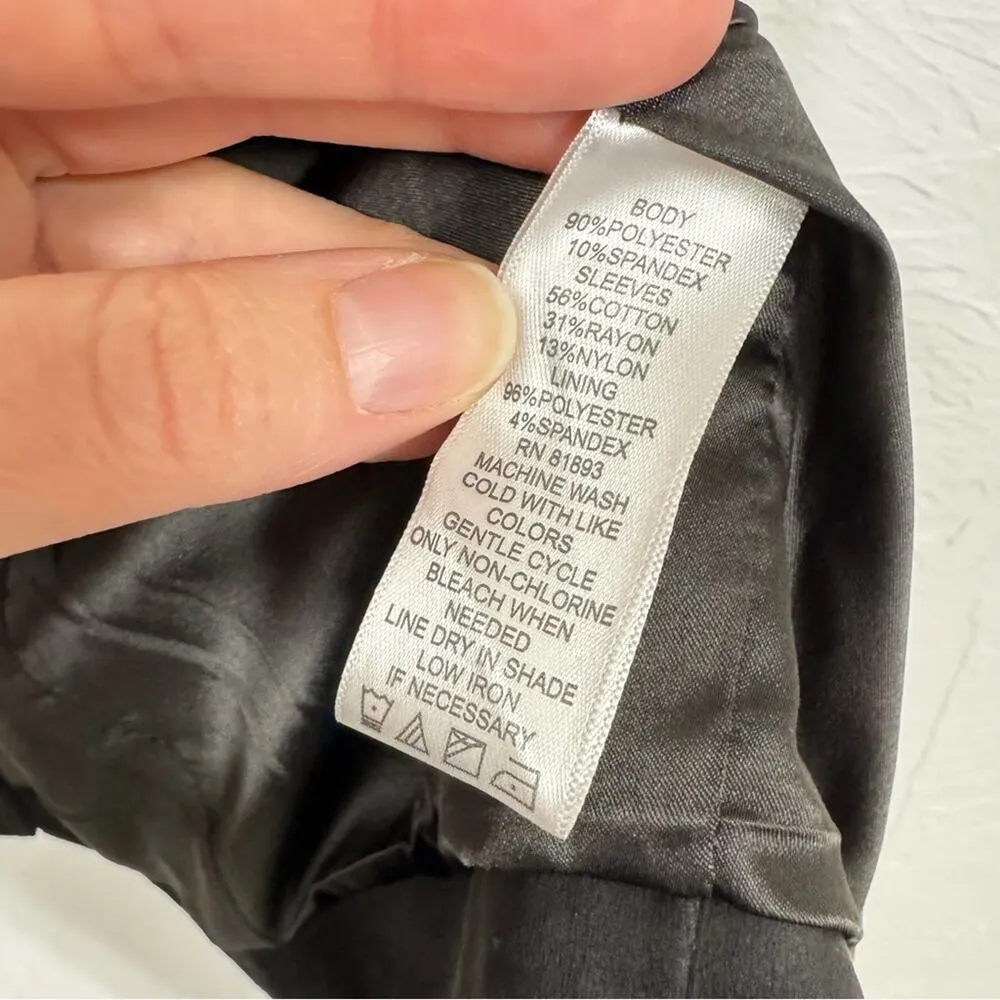 BODY
90%POLYESTER
10%SPANDEX
SLEEVES
56%COTTON
31%RAYON
13%NYLON
LINING
96%POLYESTER
4%SPANDEX
RN 81893
MACHINE WASH
COLD WITH LIKE
COLORS
GENTLE CYCLE
ONLY NON-CHLORINE
BLEACH WHEN
NEEDED
LINE DRY IN SHADE
LOW IRON
IF NECESSARY